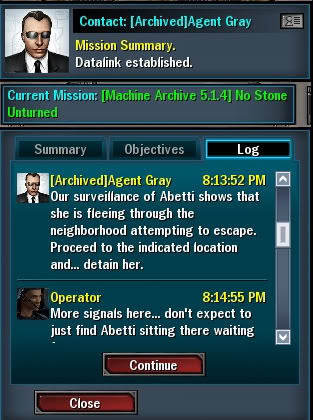 Contact: [Archived]Agent Gray
Mission Summary.
Datalink established.
Current Mission: [Machine Archive 5.1.4] No Stone
Unturned
Summary
Objectives
Log
[Archived]Agent Gray 8:13:52 PM
Our surveillance of Abetti shows that
she is fleeing through the
neighborhood attempting to escape.
Proceed to the indicated location
and... detain her.
Operator 8:14:55 PM
More signals here... don't expect to
just find Abetti sitting there waiting
Continue
Close